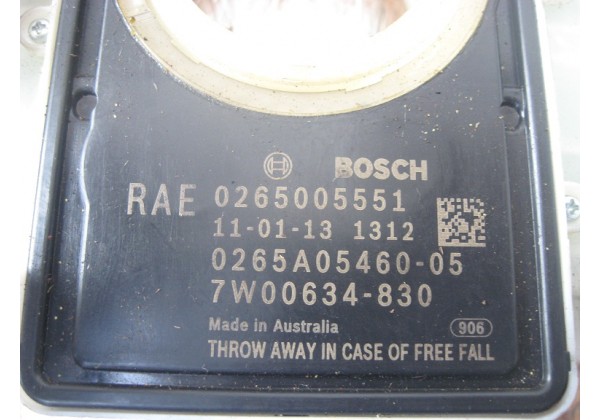 BOSCH
RAE 0265005551
11-01-13 1312
0265A05460-05
7W00634-830
Made in Australia 906
THROW AWAY IN CASE OF FREE FALL